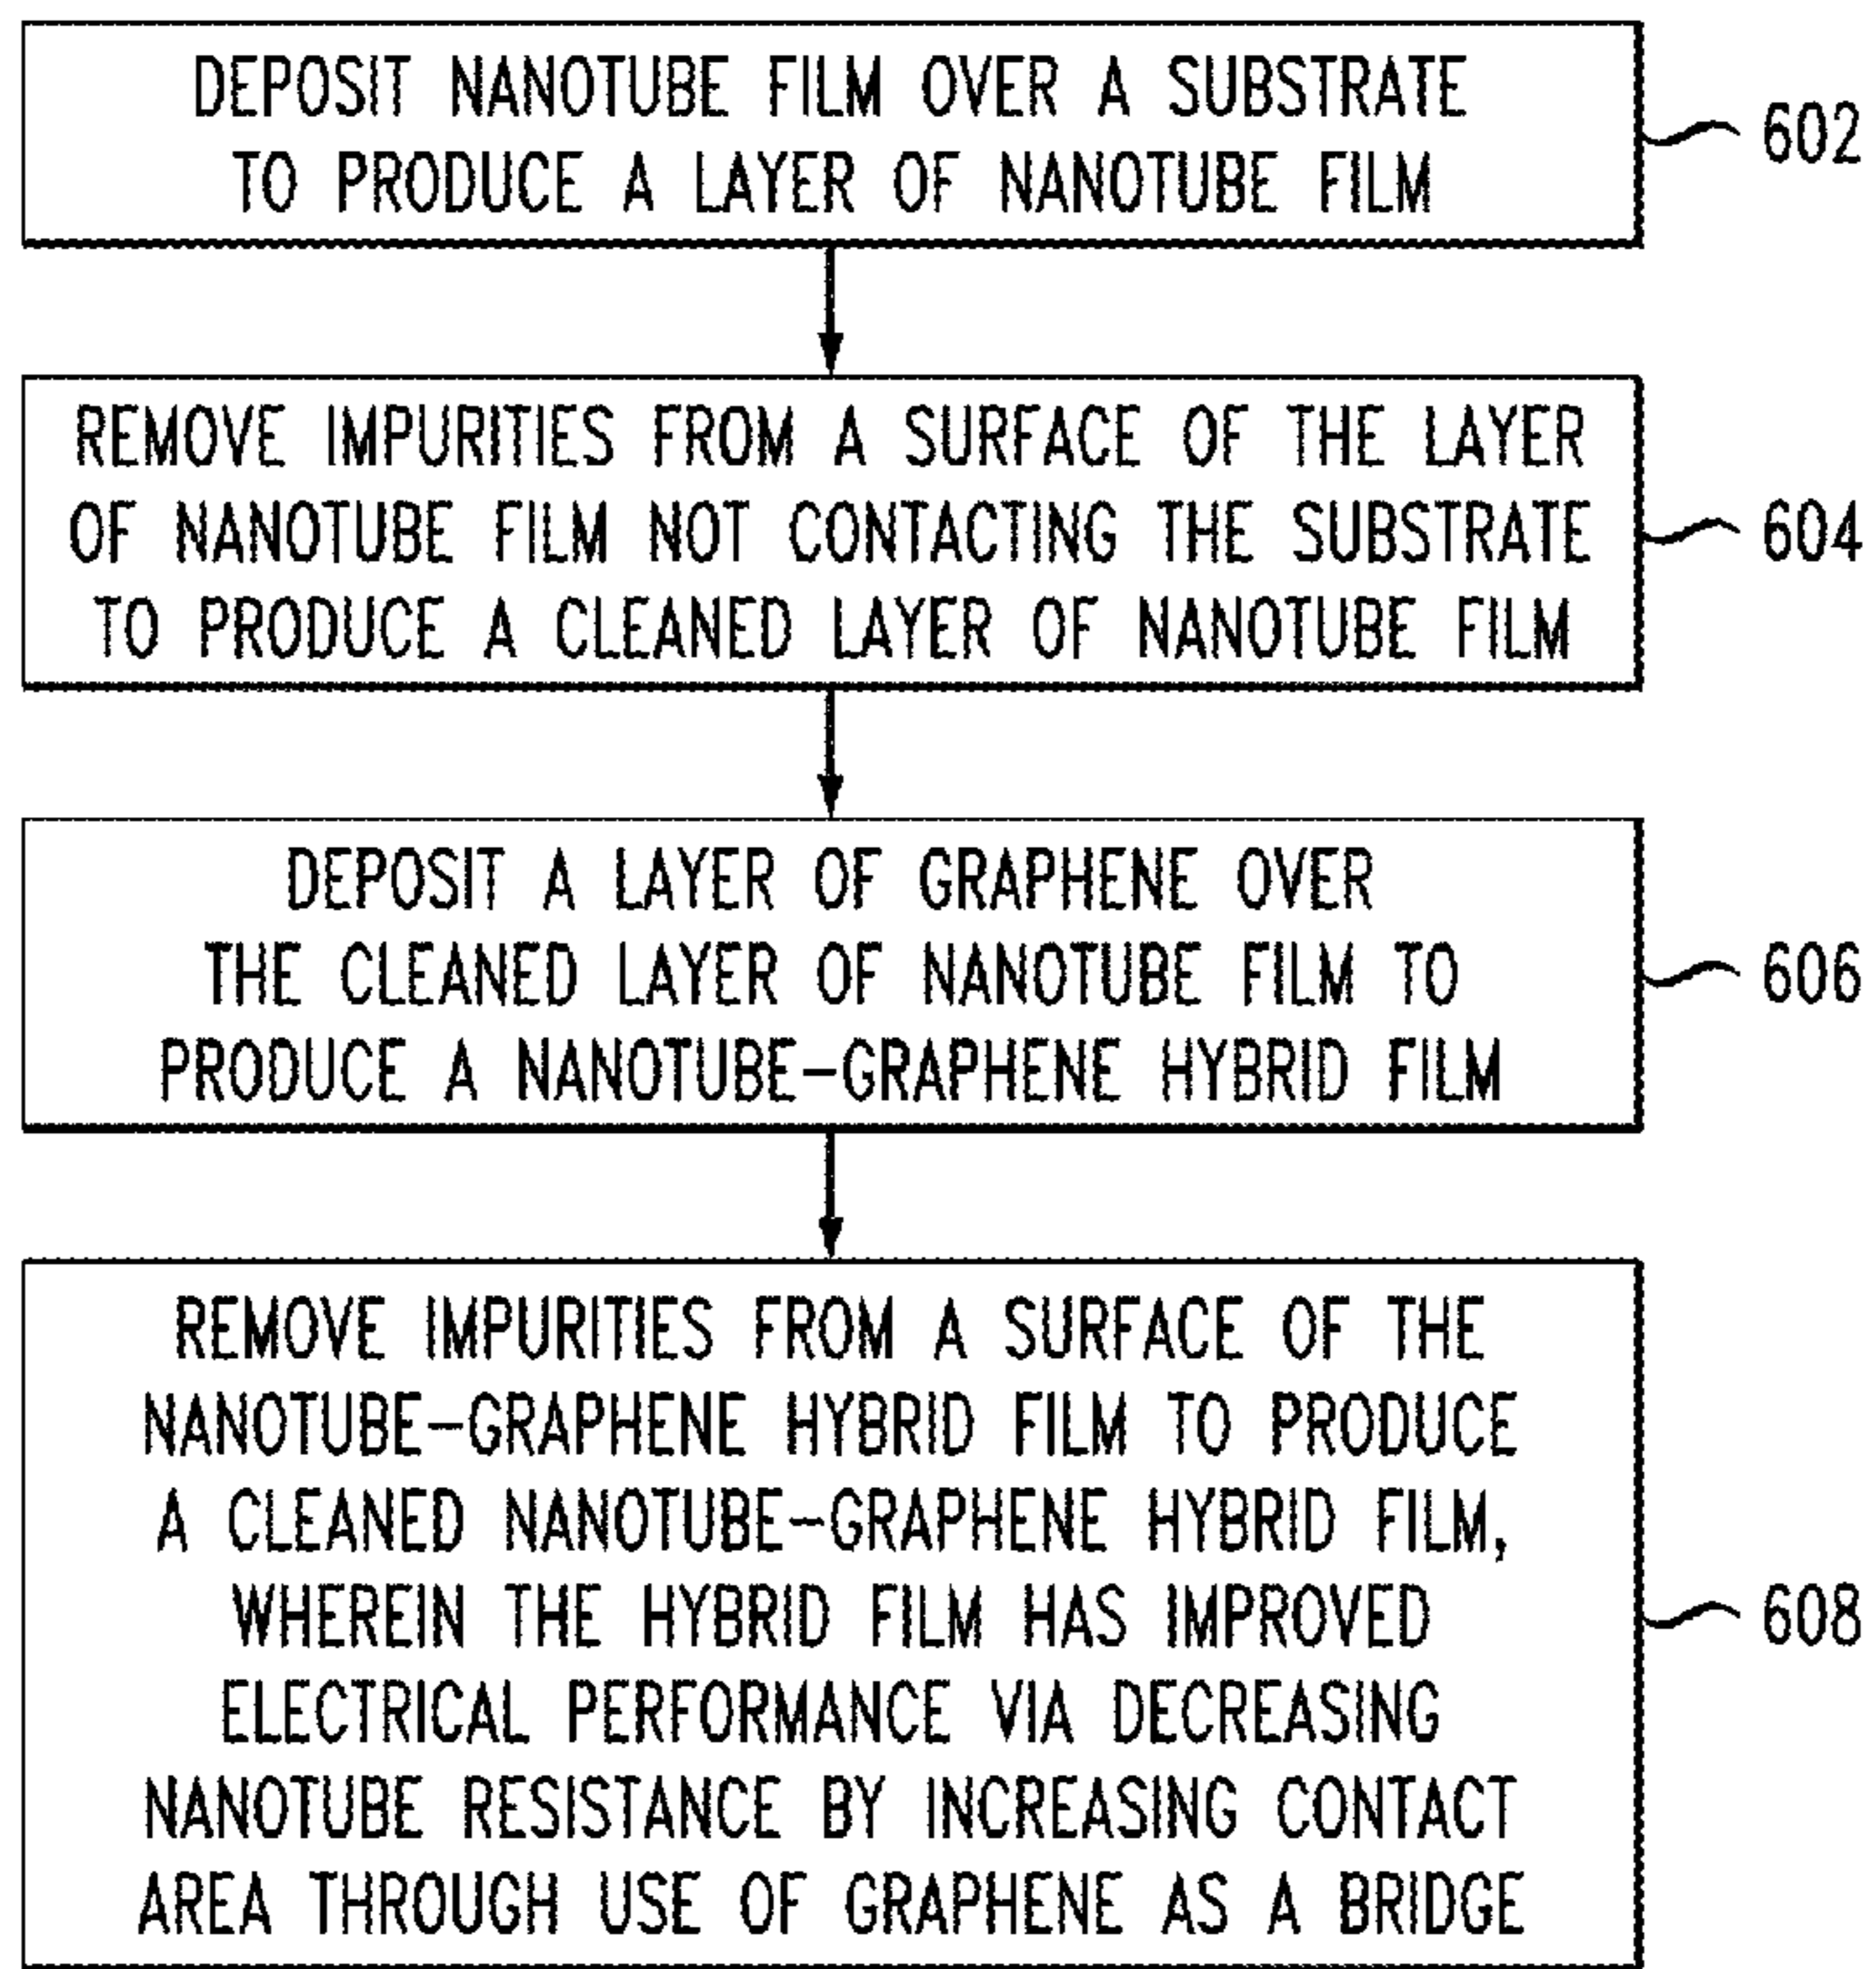 DEPOSIT NANOTUBE FILM OVER A SUBSTRATE
TO PRODUCE A LAYER OF NANOTUBE FILM
602
REMOVE IMPURITIES FROM A SURFACE OF THE LAYER
OF NANOTUBE FILM NOT CONTACTING THE SUBSTRATE
TO PRODUCE A CLEANED LAYER OF NANOTUBE FILM
604
DEPOSIT A LAYER OF GRAPHENE OVER
THE CLEANED LAYER OF NANOTUBE FILM TO
PRODUCE A NANOTUBE-GRAPHENE HYBRID FILM
606
REMOVE IMPURITIES FROM A SURFACE OF THE
NANOTUBE-GRAPHENE HYBRID FILM TO PRODUCE
A CLEANED NANOTUBE-GRAPHENE HYBRID FILM,
WHEREIN THE HYBRID FILM HAS IMPROVED
ELECTRICAL PERFORMANCE VIA DECREASING
NANOTUBE RESISTANCE BY INCREASING CONTACT
AREA THROUGH USE OF GRAPHENE AS A BRIDGE
608